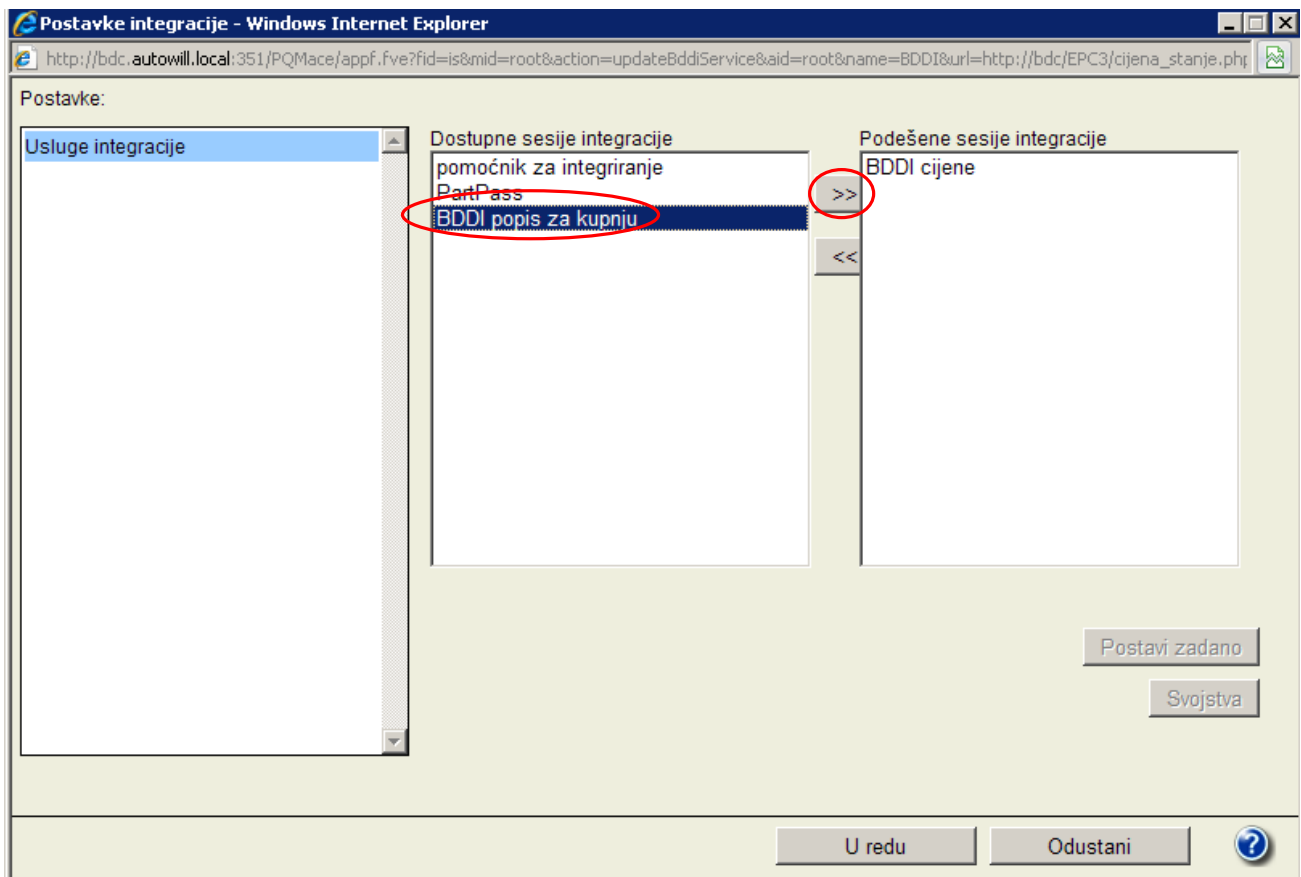 Postavke integracije - Windows Internet Explorer
http://bdc.autowill.local:351/PQMace/appf.fve?fid=is&mid=root&action=updateBddiService&aid=root&name=BDDI&url=http://bdc/EPC3/cijena_stanje.php
Postavke:
Usluge integracije
Dostupne sesije integracije
pomoćnik za integriranje
PartPass
BDDI popis za kupnju
>>
<<
Podešene sesije integracije
BDDI cijene
Postavi zadano
Svojstva
U redu
Odustani
?